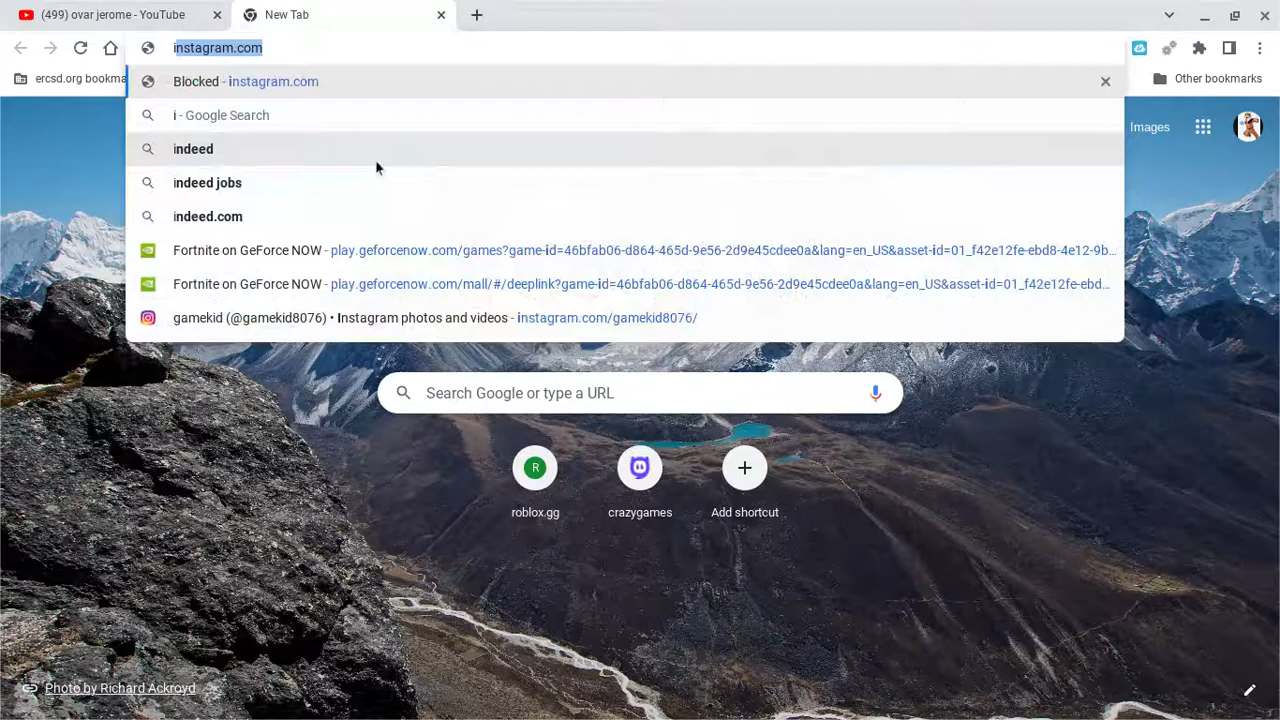 (499) ovar jerome - YouTube
New Tab
instagram.com
ercsd.org bookma
Other bookmarks
Blocked - instagram.com
i - Google Search
indeed
indeed jobs
indeed.com
Fortnite on GeForce NOW - play.geforcenow.com/games?game-id=46bfab06-d864-465d-9e56-2d9e45cdee0a&lang=en_US&asset-id=01_f42e12fe-ebd8-4e12-9b...
Fortnite on GeForce NOW - play.geforcenow.com/mall/#/deeplink?game-id=46bfab06-d864-465d-9e56-2d9e45cdee0a&lang=en_US&asset-id=01_f42e12fe-ebd...
gamekid (@gamekid8076) • Instagram photos and videos - instagram.com/gamekid8076/
Images
Search Google or type a URL
R
roblox.gg
crazygames
Add shortcut
Photo by Richard Ackroyd